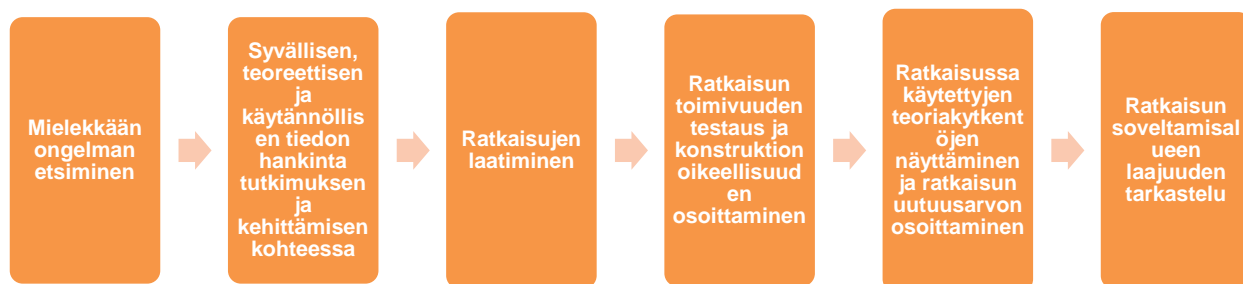 Mielekkään
ongelman
etsiminen
Syvällisen,
teoreettisen
ja
käytännöllis
en tiedon
hankinta
tutkimuksen
ja
kehittämisen
kohteessa
Ratkaisujen
laatiminen
Ratkaisun
toimivuuden
testaus ja
konstruktion
oikeellisuud
en
osoittaminen
Ratkaisussa
käytettyjen
teoriakytkent
öjen
näyttäminen
ja ratkaisun
uutuusarvon
osoittaminen
Ratkaisun
soveltamisal
ueen
laajuuden
tarkastelu